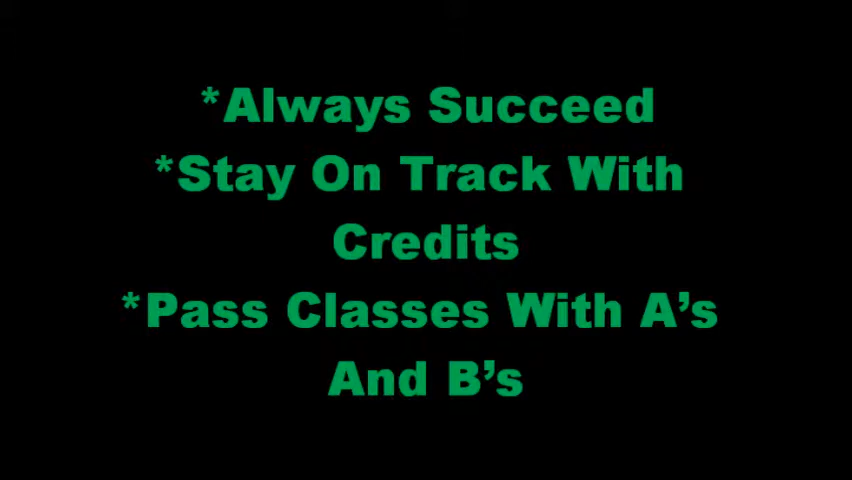 *Always Succeed
*Stay On Track With
Credits
*Pass Classes With A’s
And B’s